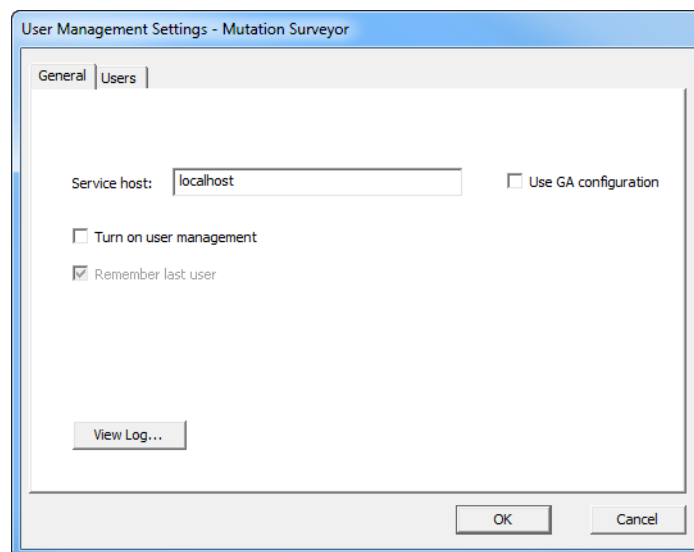 User Management Settings - Mutation Surveyor
General Users
Service host: localhost Use GA configuration
Turn on user management
Remember last user
View Log...
OK Cancel